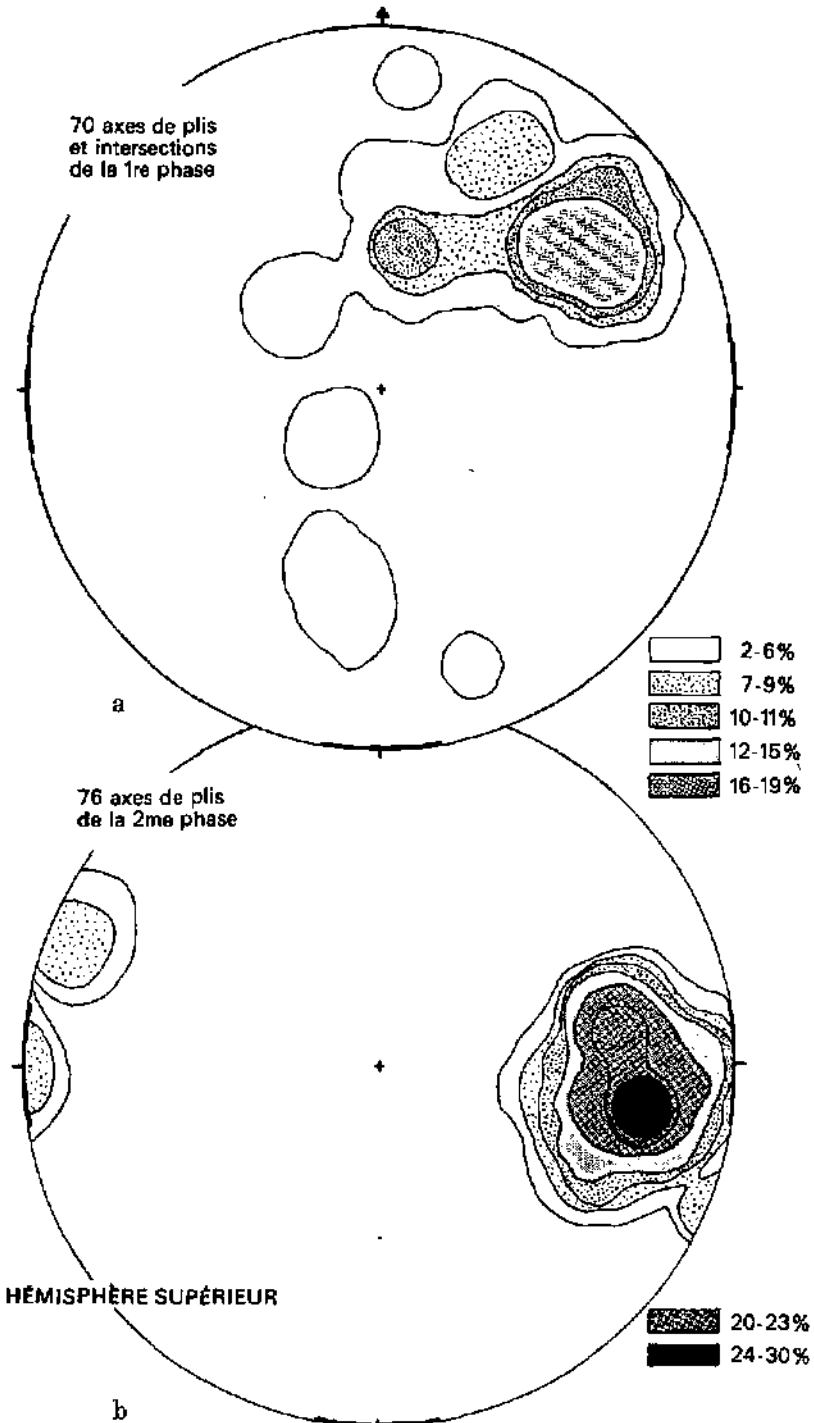 70 axes de plis
et intersections
de la 1re phase
a
2-6%
7-9%
10-11%
12-15%
16-19%
76 axes de plis
de la 2me phase
HÉMISPHÈRE SUPÉRIEUR
20-23%
24-30%
b